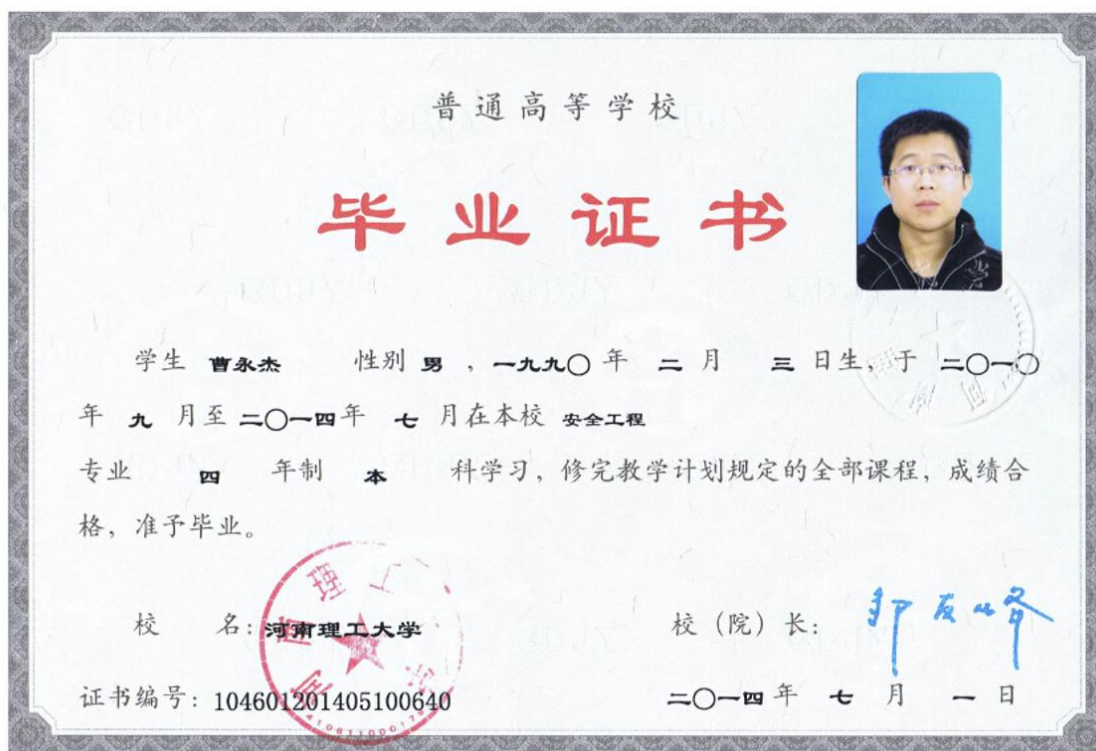 普通高等学校
毕业证书
学生 曹永杰 性别 男 ，一九九〇 年 二 月 三 日生，于 二〇一〇
年 九 月至 二〇一四年 七 月在本校 安全工程
专业 四 年制 本 科学习，修完教学计划规定的全部课程，成绩合
格，准予毕业。
校 名：河南理工大学
校（院）长：
证书编号：104601201405100640
二〇一四 年 七 月 一 日